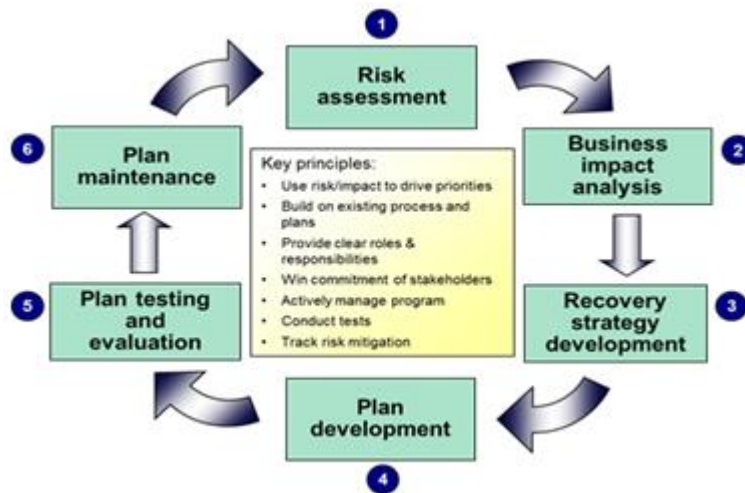 1
Risk
assessment
2
Business
impact
analysis
3
Recovery
strategy
development
4
Plan
development
5
Plan testing
and
evaluation
6
Plan
maintenance
Key principles:
• Use risk/impact to drive priorities
• Build on existing process and
plans
• Provide clear roles &
responsibilities
• Win commitment of stakeholders
• Actively manage program
• Conduct tests
• Track risk mitigation